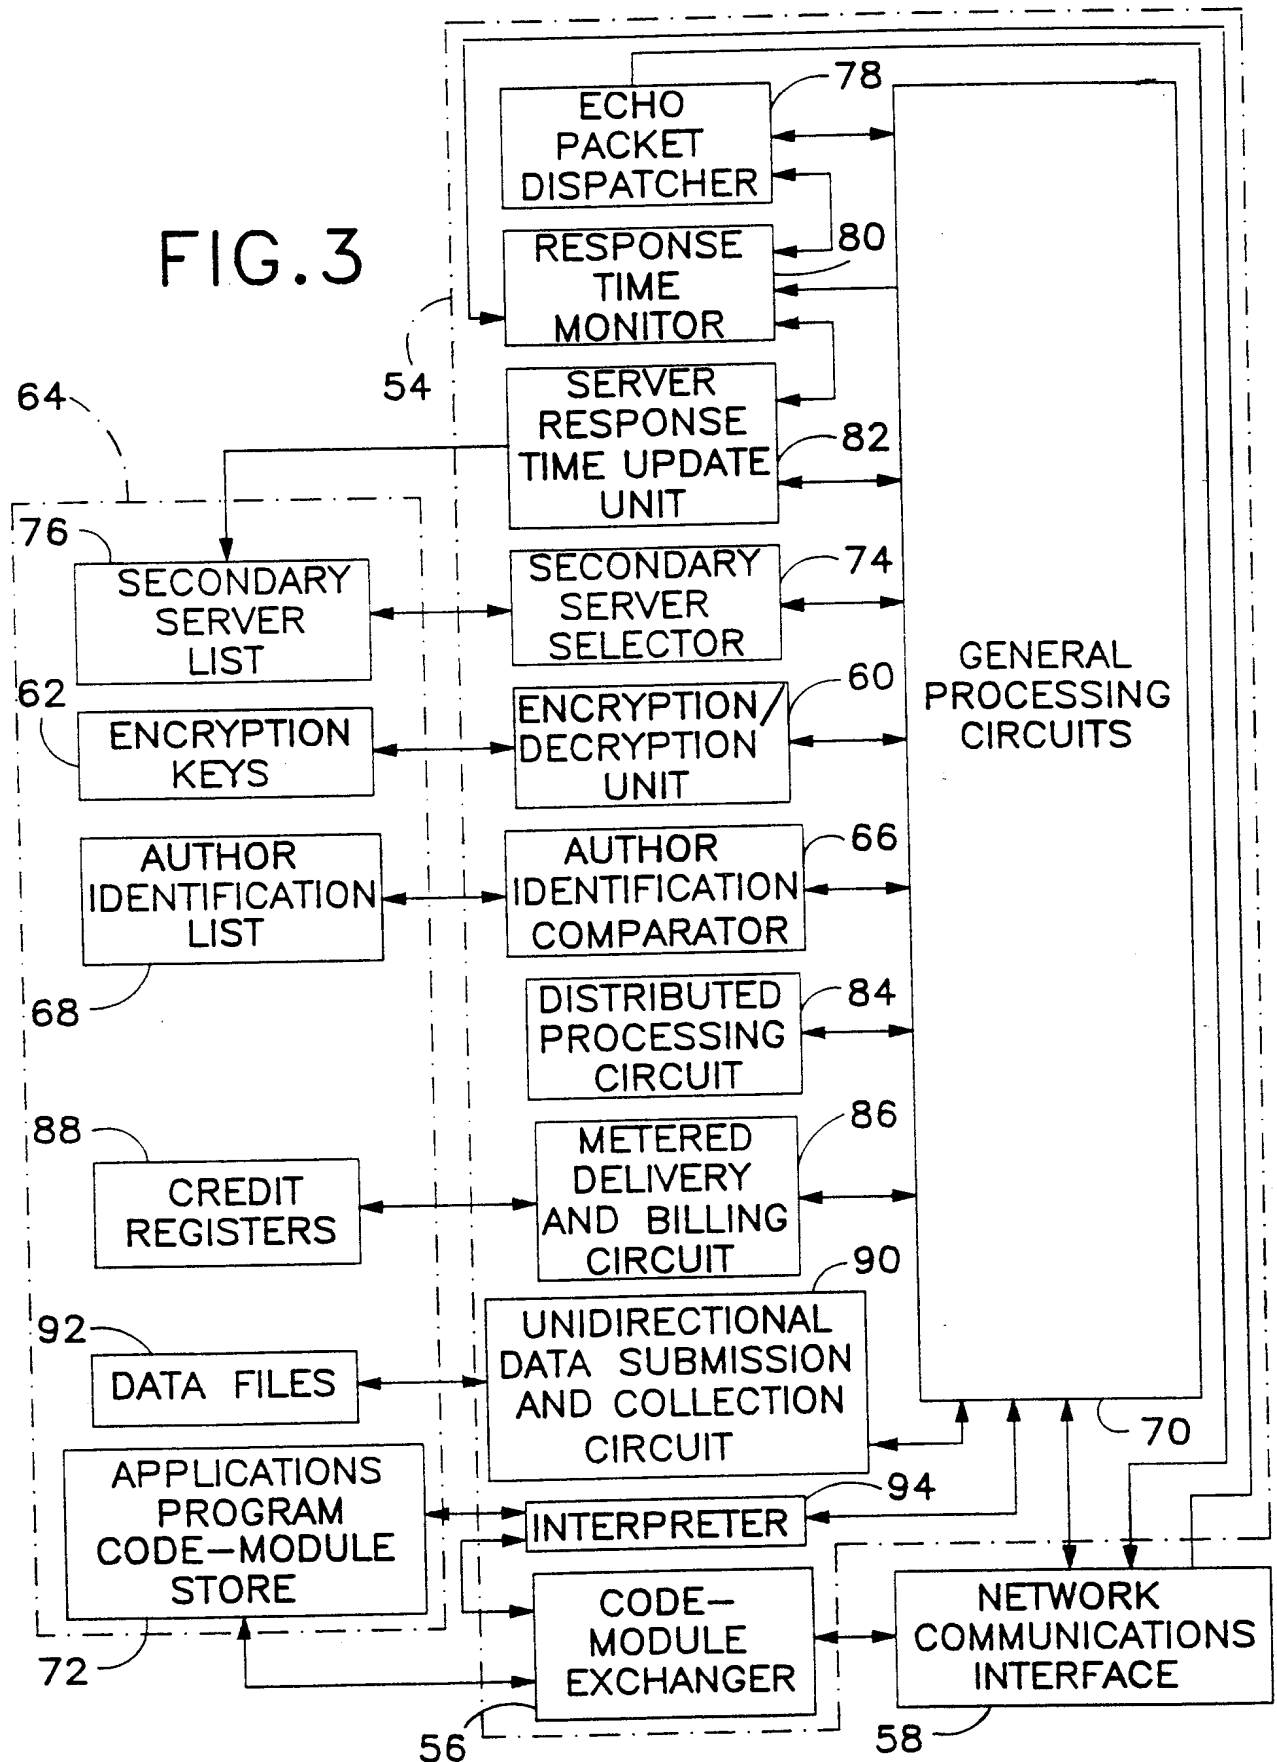 FIG.3
54
64
ECHO
PACKET
DISPATCHER
78
RESPONSE
TIME
MONITOR
80
SERVER
RESPONSE
TIME UPDATE
UNIT
82
76
SECONDARY
SERVER
LIST
SECONDARY
SERVER
SELECTOR
74
62
ENCRYPTION
KEYS
ENCRYPTION/
DECRYPTION
UNIT
60
GENERAL
PROCESSING
CIRCUITS
AUTHOR
IDENTIFICATION
LIST
68
AUTHOR
IDENTIFICATION
COMPARATOR
66
DISTRIBUTED
PROCESSING
CIRCUIT
84
88
CREDIT
REGISTERS
METERED
DELIVERY
AND BILLING
CIRCUIT
86
92
DATA FILES
UNIDIRECTIONAL
DATA SUBMISSION
AND COLLECTION
CIRCUIT
90
70
APPLICATIONS
PROGRAM
CODE-MODULE
STORE
72
INTERPRETER
94
CODE-
MODULE
EXCHANGER
56
NETWORK
COMMUNICATIONS
INTERFACE
58